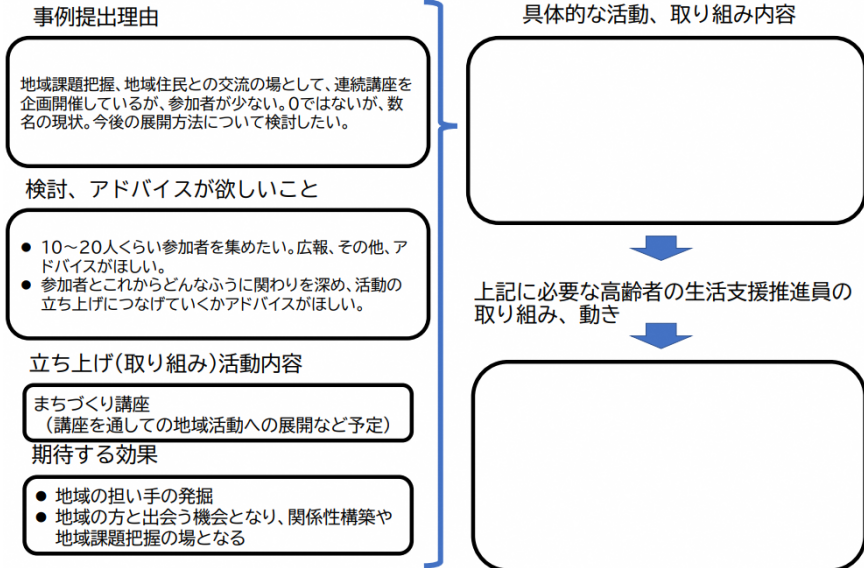 事例提出理由
地域課題把握、地域住民との交流の場として、連続講座を
企画開催しているが、参加者が少ない。0ではないが、数
名の現状。今後の展開方法について検討したい。
検討、アドバイスが欲しいこと
● 10～20人くらい参加者を集めたい。広報、その他、ア
ドバイスがほしい。
● 参加者とこれからどんなふうに関わりを深め、活動の
立ち上げにつなげていくかアドバイスがほしい。
立ち上げ(取り組み)活動内容
まちづくり講座
（講座を通しての地域活動への展開など予定）
期待する効果
● 地域の担い手の発掘
● 地域の方と出会う機会となり、関係性構築や
地域課題把握の場となる
具体的な活動、取り組み内容
上記に必要な高齢者の生活支援推進員の
取り組み、動き